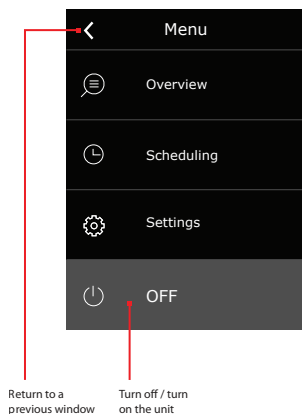 Menu
Overview
Scheduling
Settings
OFF
Return to a
previous window
Turn off / turn
on the unit